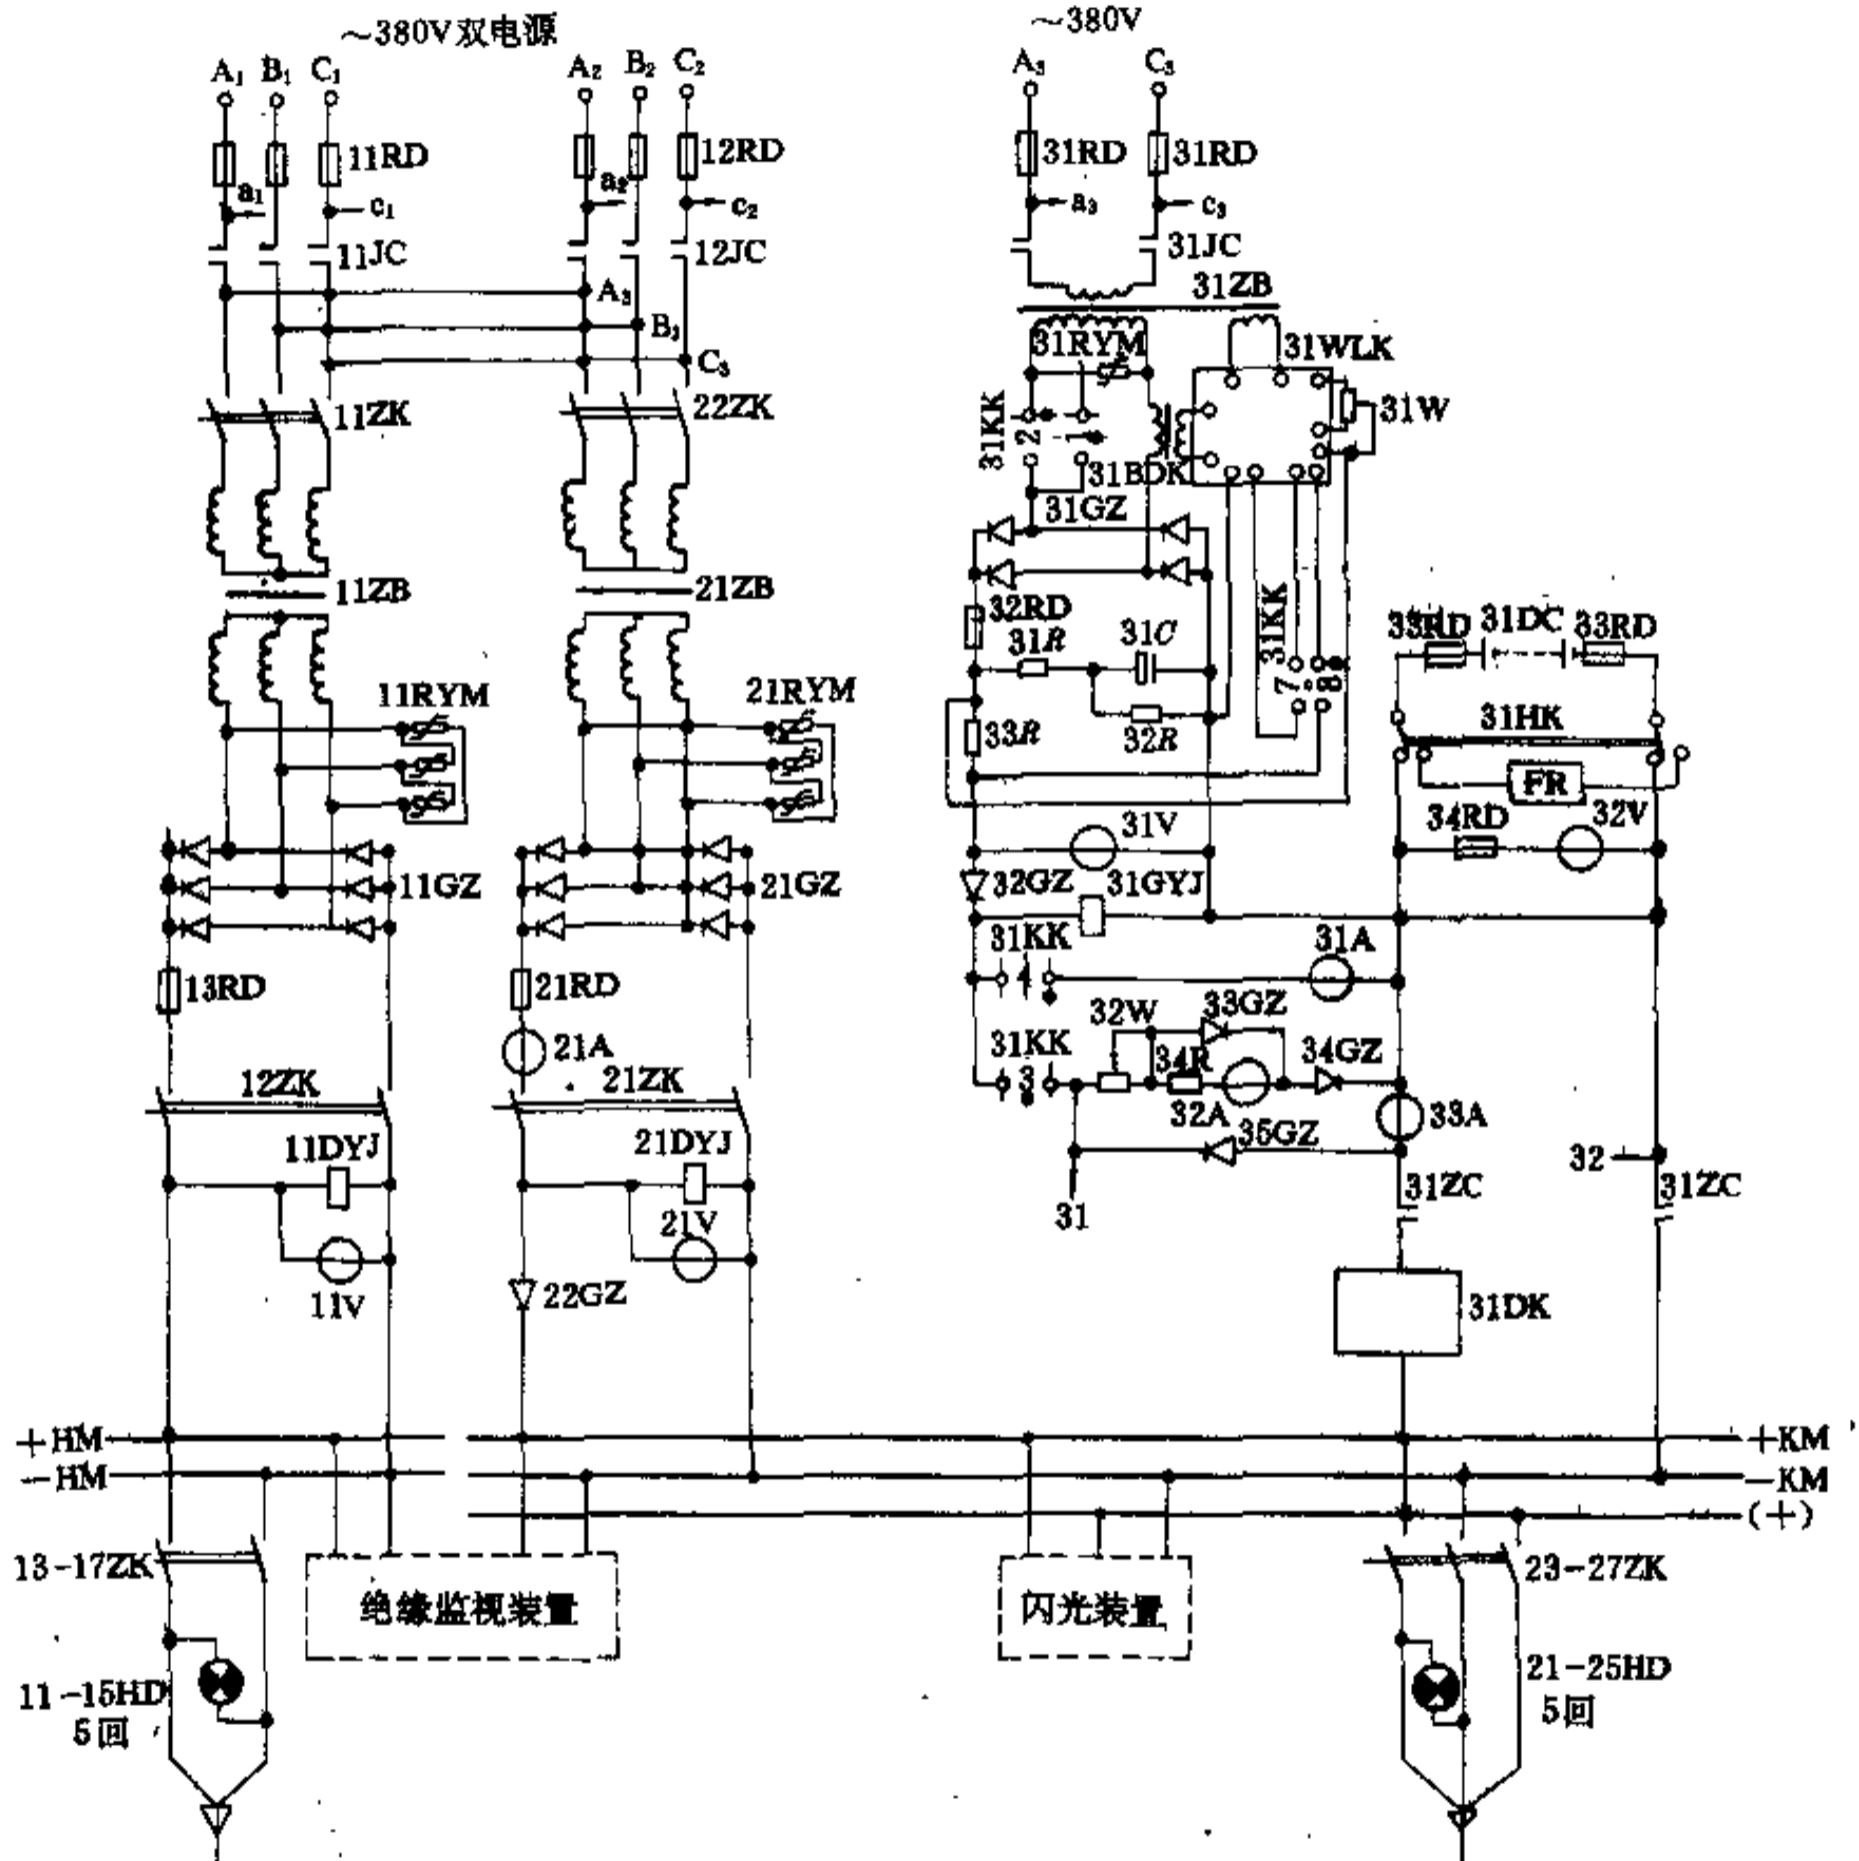 ～380V双电源
～380V
A₁ B₁ C₁
A₂ B₂ C₂
A₃ C₃
11RD
12RD
31RD
31RD
a₁
c₁
a₂
c₂
a₃
c₃
11JC
12JC
31JC
31ZB
A₃
B₃
C₃
31RYM
31WLK
11ZK
22ZK
31KK
2
1
31W
31BDK
31GZ
11ZB
21ZB
32RD
31R
31C
31KK
7
8
33RD
31DC
33RD
11RYM
21RYM
33R
32R
31HK
FR
31V
34RD
32V
11GZ
21GZ
32GZ
31GYJ
31KK
4
31A
13RD
21RD
21A
32W
33GZ
31KK
3
34R
34GZ
12ZK
21ZK
32A
33A
11DYJ
21DYJ
35GZ
32
31
31ZC
31ZC
11V
21V
22GZ
31DK
+HM
+KM
-HM
-KM
(+)
13-17ZK
23-27ZK
绝缘监视装置
闪光装置
11-15HD
5回
21-25HD
5回